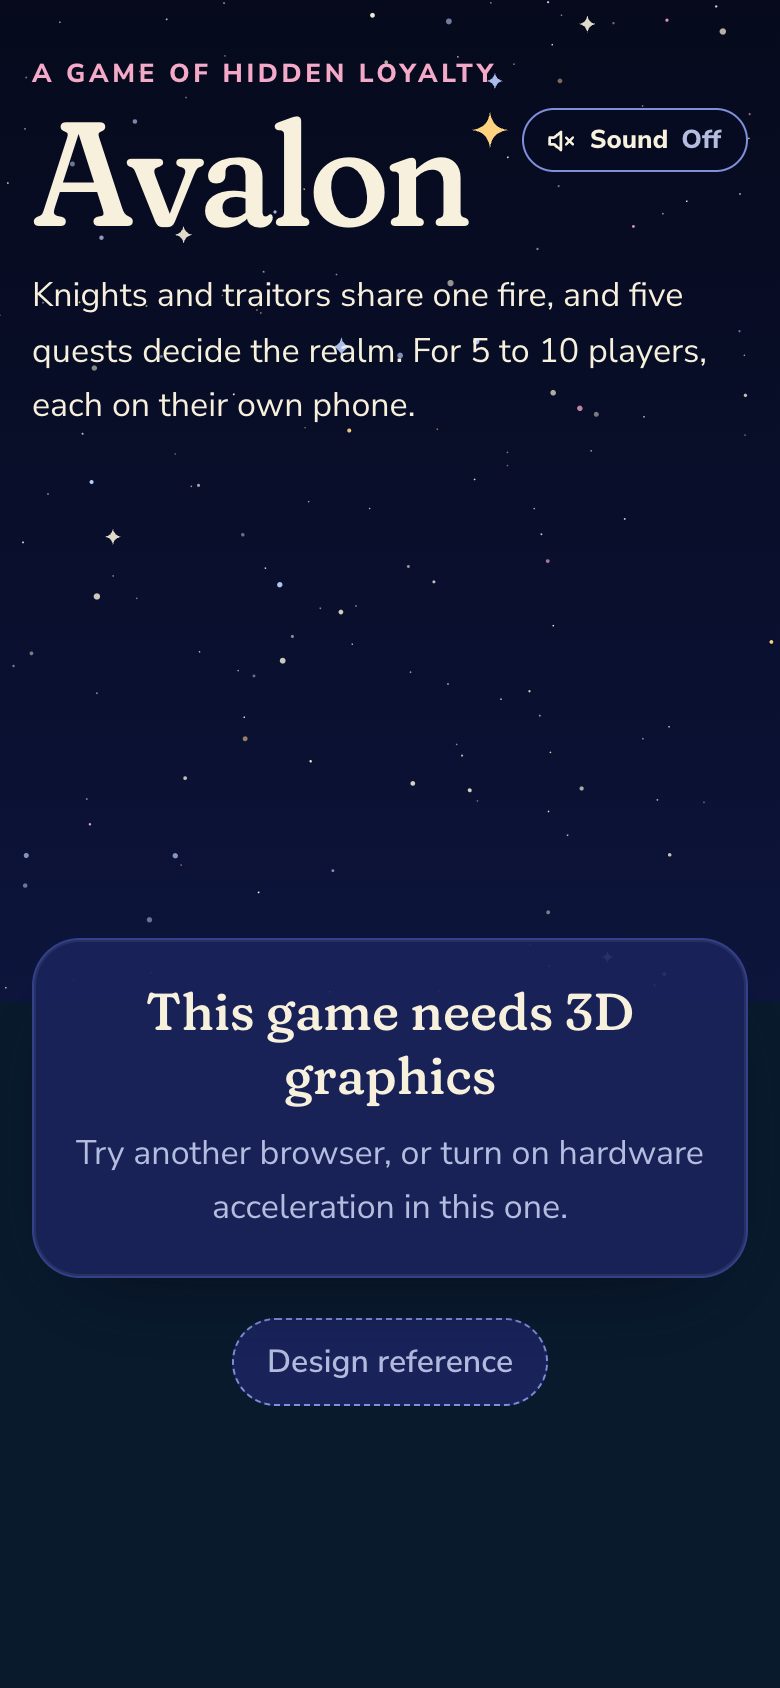 A GAME OF HIDDEN LOYALTY
Avalon
Sound Off
Knights and traitors share one fire, and five
quests decide the realm. For 5 to 10 players,
each on their own phone.
This game needs 3D
graphics
Try another browser, or turn on hardware
acceleration in this one.
Design reference